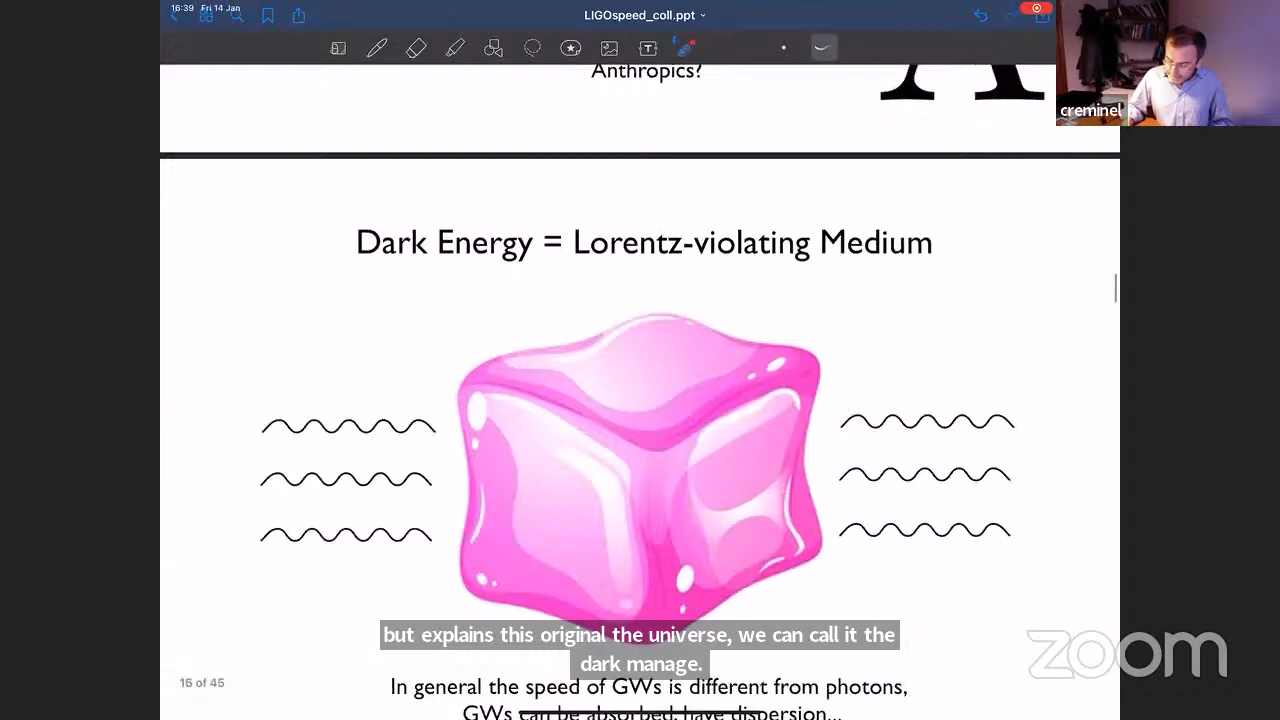 16:39 Fri 14 Jan
LIGOspeed_coll.ppt
Anthropics?
A
creminel
Dark Energy = Lorentz-violating Medium
but explains this original the universe, we can call it the
dark manage.
zoom
16 of 45
In general the speed of GWs is different from photons,
GWs can be absorbed, have dispersion...